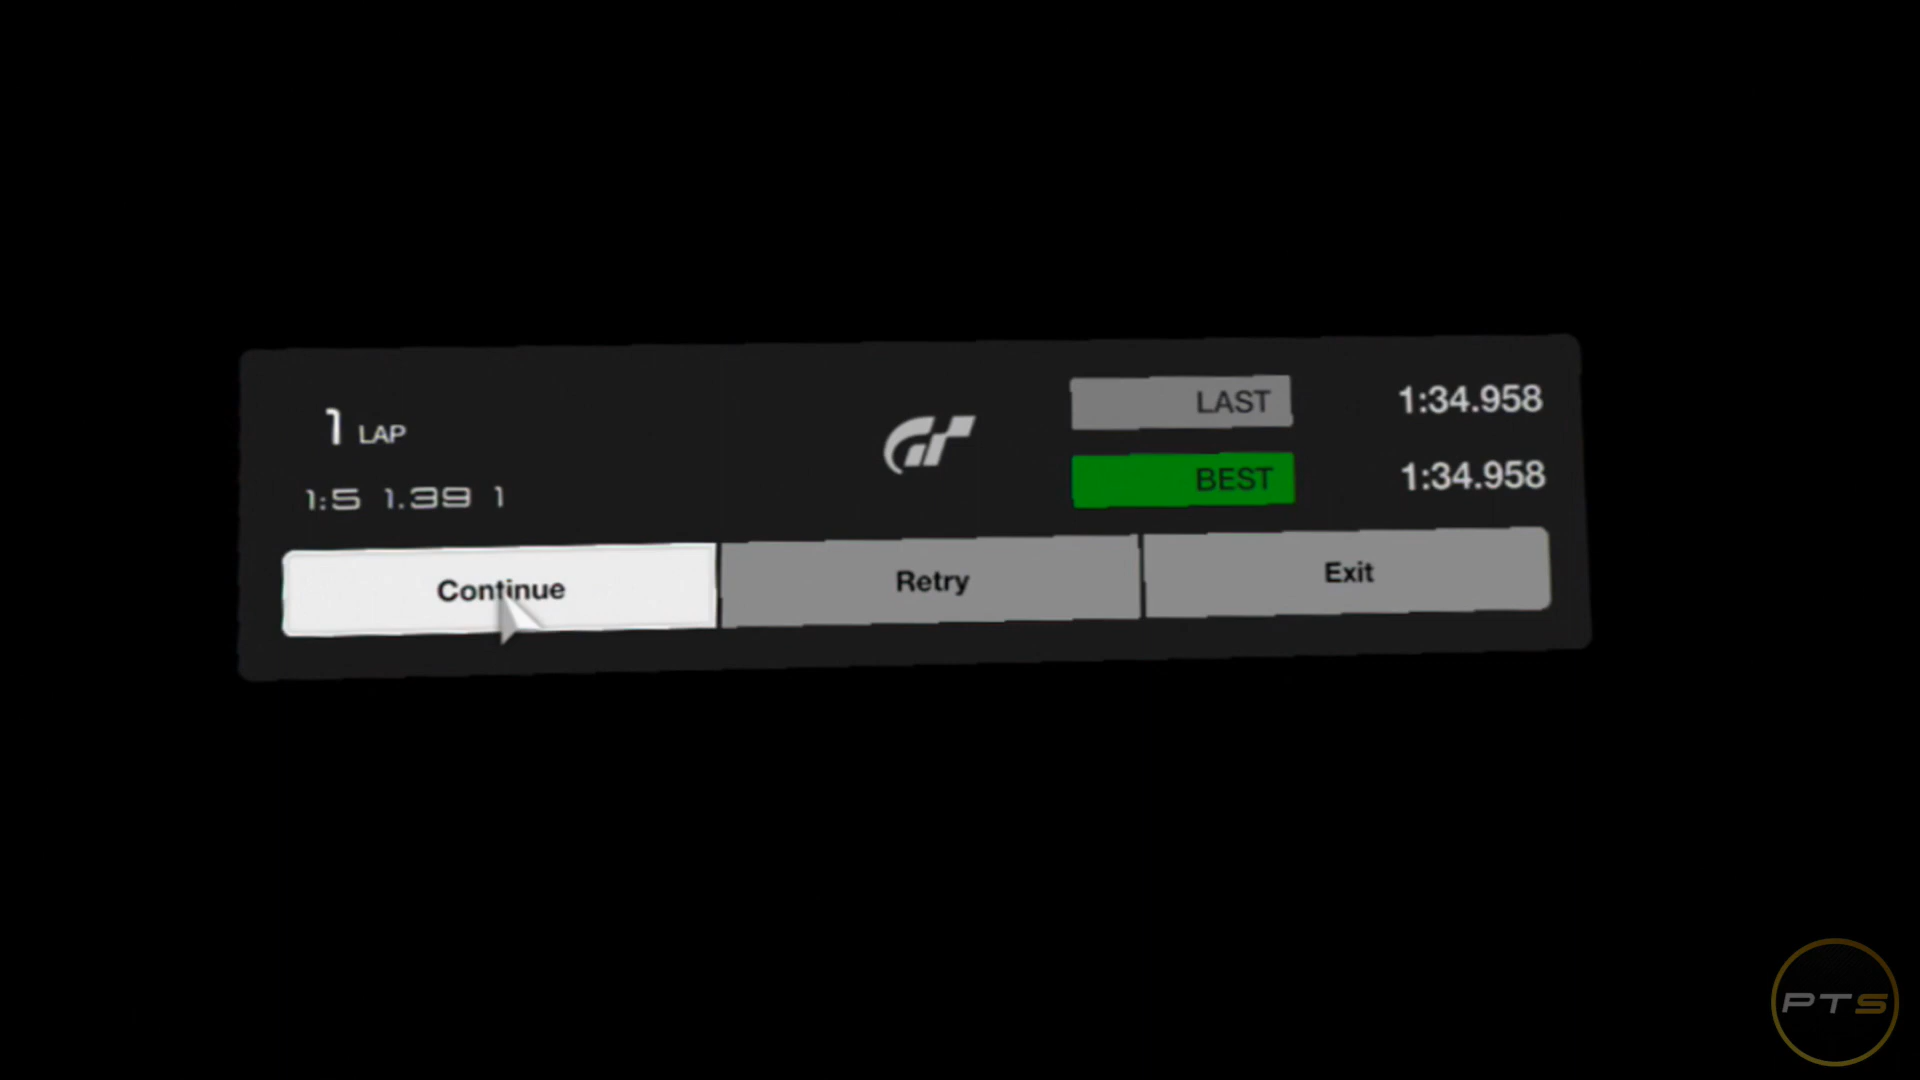 1 LAP
1:5 1.39 1
LAST 1:34.958
BEST 1:34.958
Continue Retry Exit
PTS